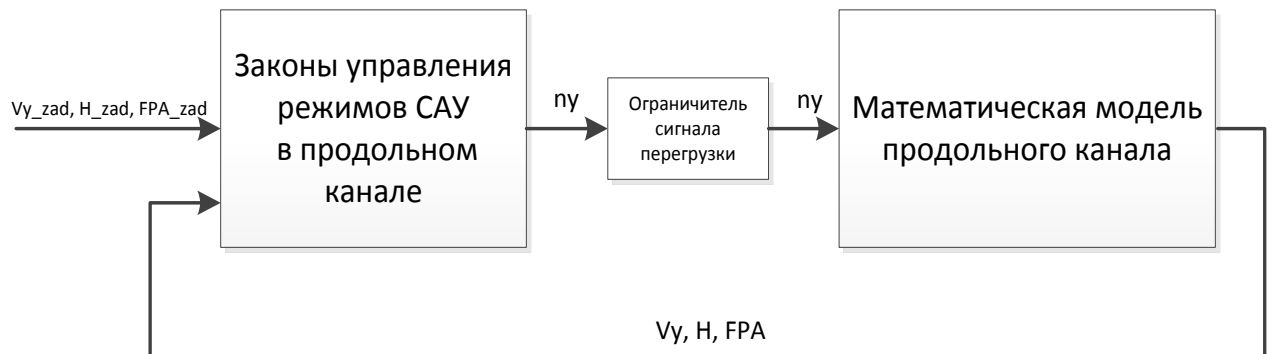 Vy_zad, H_zad, FPA_zad
Законы управления
режимов САУ
в продольном
канале
ny
Ограничитель
сигнала
перегрузки
ny
Математическая модель
продольного канала
Vy, H, FPA